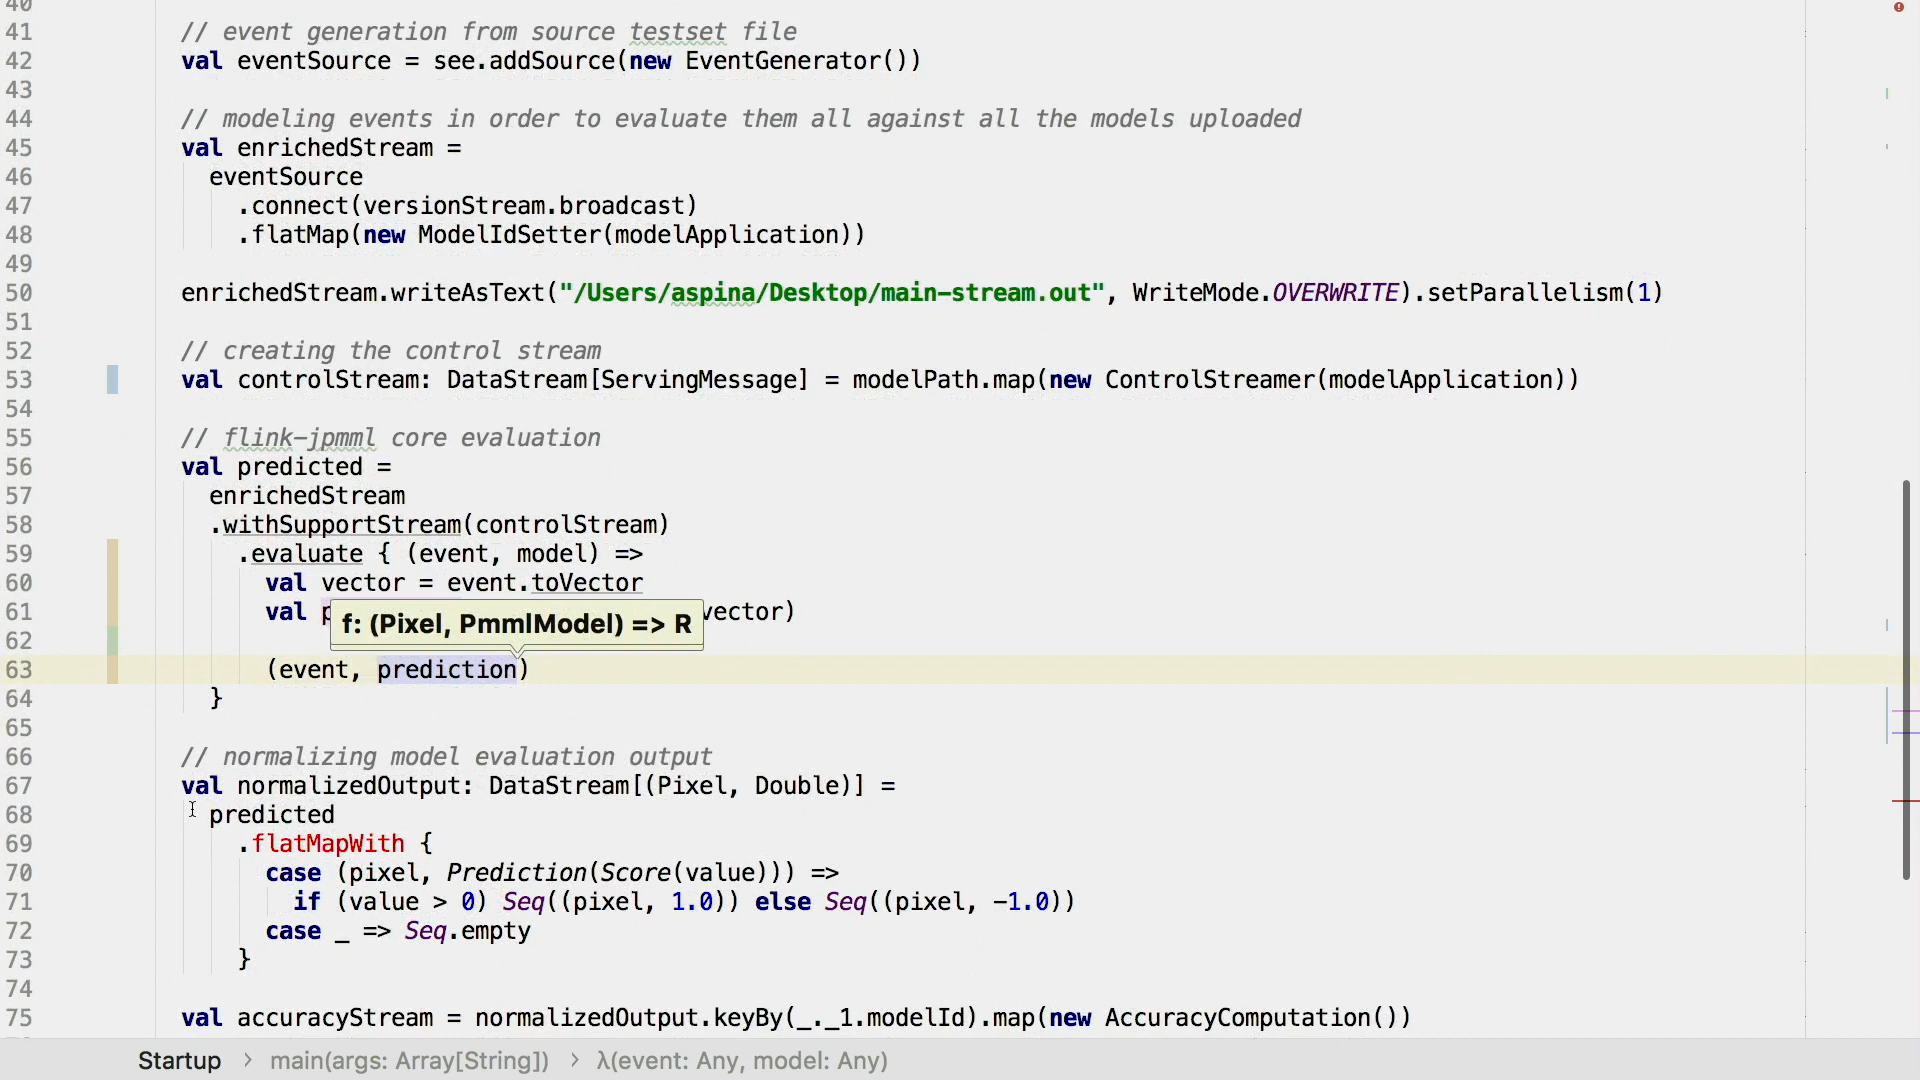 40
41 // event generation from source testset file
42 val eventSource = see.addSource(new EventGenerator())
43
44 // modeling events in order to evaluate them all against all the models uploaded
45 val enrichedStream =
46 eventSource
47 .connect(versionStream.broadcast)
48 .flatMap(new ModelIdSetter(modelApplication))
49
50 enrichedStream.writeAsText("/Users/aspina/Desktop/main-stream.out", WriteMode.OVERWRITE).setParallelism(1)
51
52 // creating the control stream
53 val controlStream: DataStream[ServingMessage] = modelPath.map(new ControlStreamer(modelApplication))
54
55 // flink-jpmml core evaluation
56 val predicted =
57 enrichedStream
58 .withSupportStream(controlStream)
59 .evaluate { (event, model) =>
60 val vector = event.toVector
61 val p vector)
f: (Pixel, PmmlModel) => R
62
63 (event, prediction)
64 }
65
66 // normalizing model evaluation output
67 val normalizedOutput: DataStream[(Pixel, Double)] =
68 predicted
69 .flatMapWith {
70 case (pixel, Prediction(Score(value))) =>
71 if (value > 0) Seq((pixel, 1.0)) else Seq((pixel, -1.0))
72 case _ => Seq.empty
73 }
74
75 val accuracyStream = normalizedOutput.keyBy(_._1.modelId).map(new AccuracyComputation())
Startup > main(args: Array[String]) > λ(event: Any, model: Any)